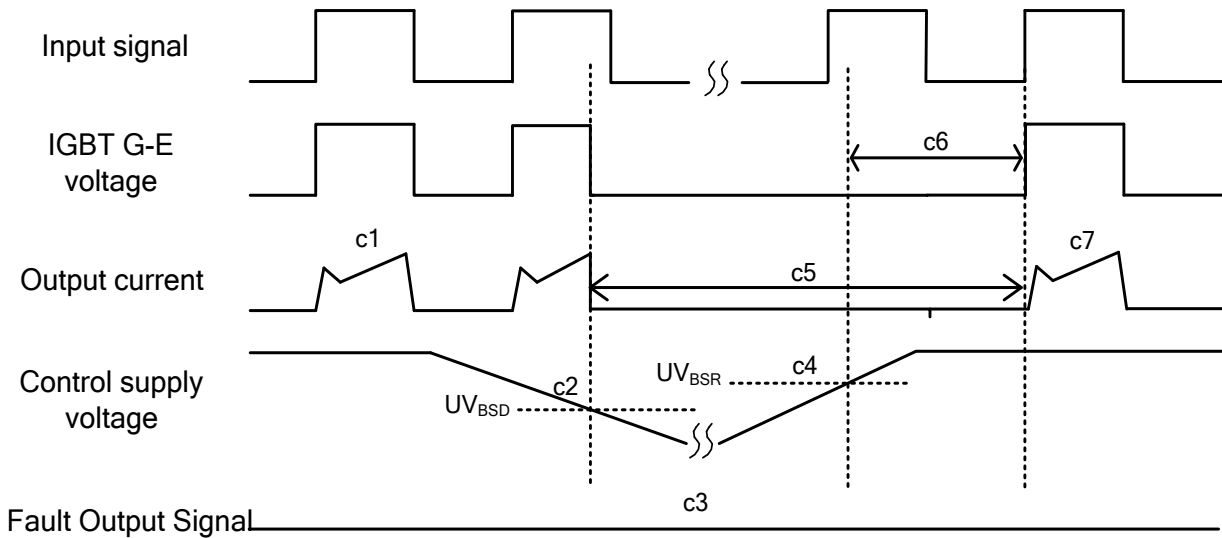 Input signal
IGBT G-E
voltage
c6
c1
c7
Output current
c5
Control supply
voltage
c2
UVBSD
UVBSR
c4
c3
Fault Output Signal